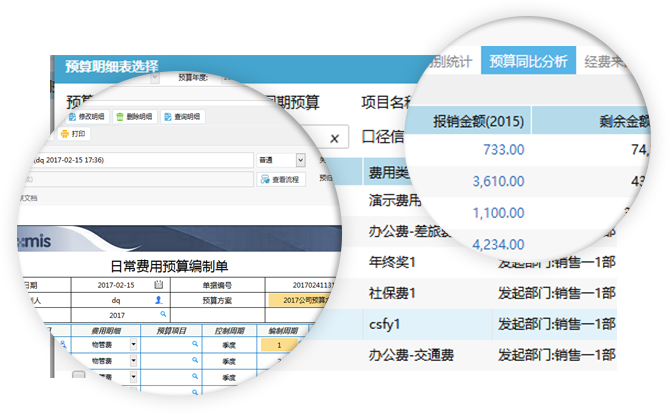 预算明细表选择
预算年度:
周期预算
项目名称
修改明细 删除明细 查询明细
打印
口径信
(dq 2017-02-15 17:36)
普通
查看流程
文档
mis
日常费用预算编制单
日期 2017-02-15 单据编号 2017024113
人 dq 预算方案 2017公司预算
2017
费用明细 预算项目 控制周期 编制周期
物管费 季度 1
物管费 季度
管费 季度
别统计 预算同比分析 经费来
报销金额(2015) 剩余金额
733.00 74,
3,610.00 43
1,100.00
4,234.00
费用类
演示费用
办公费-差旅费
年终奖1 发起部门:销售一1部
社保费1 发起部门:销售一1部
csfy1 发起部门:销售一1部
办公费-交通费 发起部门:销售一1部